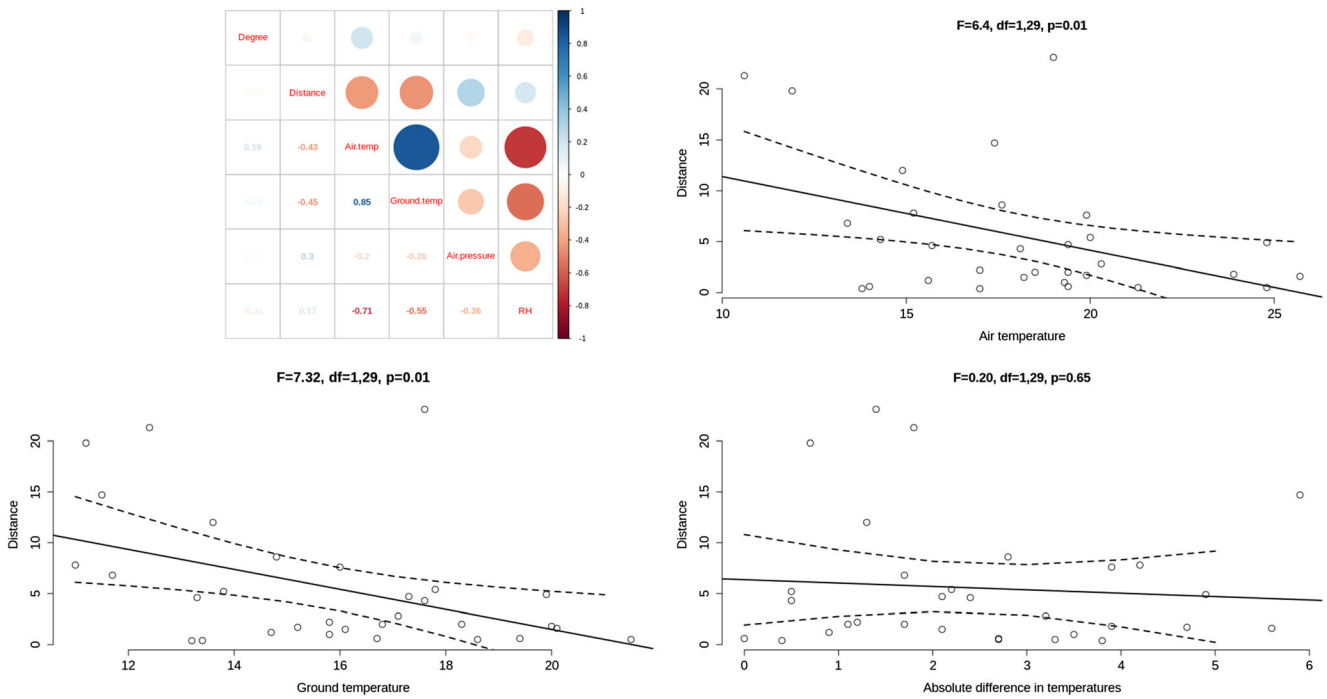 Degree
Distance
0.19 -0.43 Air.temp
-0.45 0.85 Ground.temp
0.3 -0.2 -0.26 Air.pressure
-0.11 0.17 -0.71 -0.55 -0.36 RH
1
0.8
0.6
0.4
0.2
0
-0.2
-0.4
-0.6
-0.8
-1
F=6.4, df=1,29, p=0.01
Distance
20
15
10
5
0
10 15 20 25
Air temperature
F=7.32, df=1,29, p=0.01
Distance
20
15
10
5
0
12 14 16 18 20
Ground temperature
F=0.20, df=1,29, p=0.65
Distance
20
15
10
5
0
0 1 2 3 4 5 6
Absolute difference in temperatures